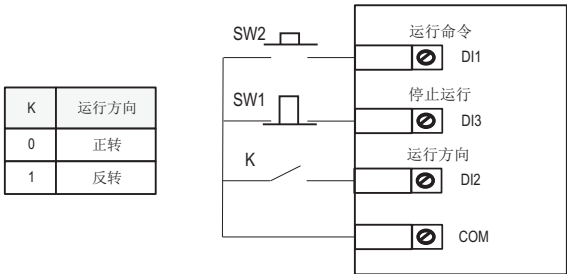 运行命令
SW2
DI1
停止运行
SW1
DI3
运行方向
K
DI2
COM
K 运行方向
0 正转
1 反转